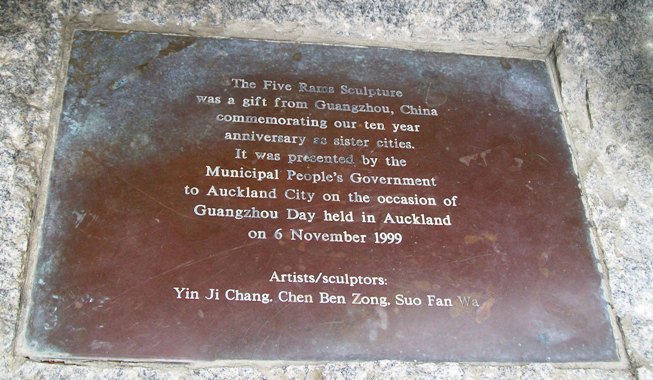 The Five Rams Sculpture
was a gift from Guangzhou, China
commemorating our ten year
anniversary as sister cities.
It was presented by the
Municipal People's Government
to Auckland City on the occasion of
Guangzhou Day held in Auckland
on 6 November 1999
Artists/sculptors:
Yin Ji Chang, Chen Ben Zong, Suo Fan Wa